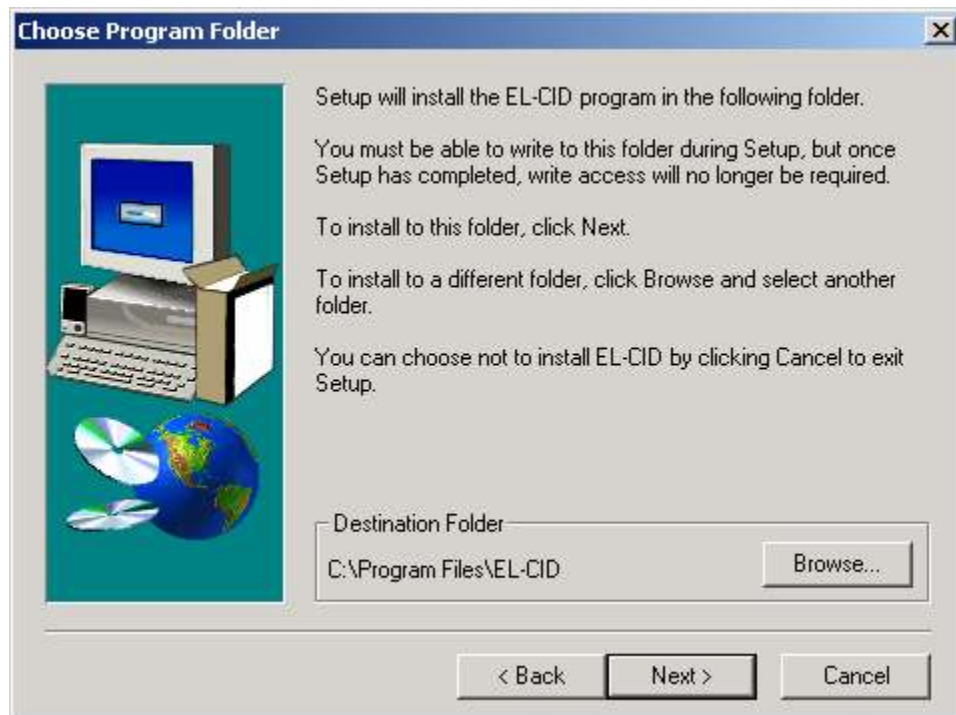 Choose Program Folder
Setup will install the EL-CID program in the following folder.
You must be able to write to this folder during Setup, but once
Setup has completed, write access will no longer be required.
To install to this folder, click Next.
To install to a different folder, click Browse and select another
folder.
You can choose not to install EL-CID by clicking Cancel to exit
Setup.
Destination Folder
C:\Program Files\EL-CID
Browse...
< Back
Next >
Cancel